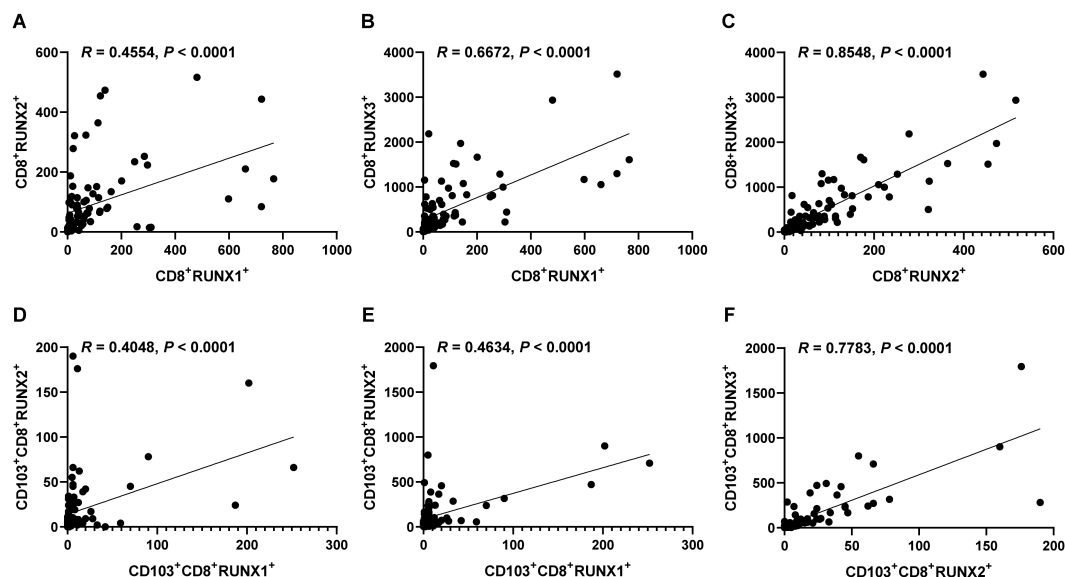 A
R = 0.4554, P < 0.0001
CD8⁺RUNX2⁺
600
400
200
0
0 200 400 600 800 1000
CD8⁺RUNX1⁺
B
R = 0.6672, P < 0.0001
CD8⁺RUNX3⁺
4000
3000
2000
1000
0
0 200 400 600 800 1000
CD8⁺RUNX1⁺
C
R = 0.8548, P < 0.0001
CD8+RUNX3+
4000
3000
2000
1000
0
0 200 400 600
CD8⁺RUNX2⁺
D
R = 0.4048, P < 0.0001
CD103⁺CD8⁺RUNX2⁺
200
150
100
50
0
0 100 200 300
CD103⁺CD8⁺RUNX1⁺
E
R = 0.4634, P < 0.0001
CD103⁺CD8⁺RUNX2⁺
2000
1500
1000
500
0
0 100 200 300
CD103⁺CD8⁺RUNX1⁺
F
R = 0.7783, P < 0.0001
CD103⁺CD8⁺RUNX3⁺
2000
1500
1000
500
0
0 50 100 150 200
CD103⁺CD8⁺RUNX2⁺